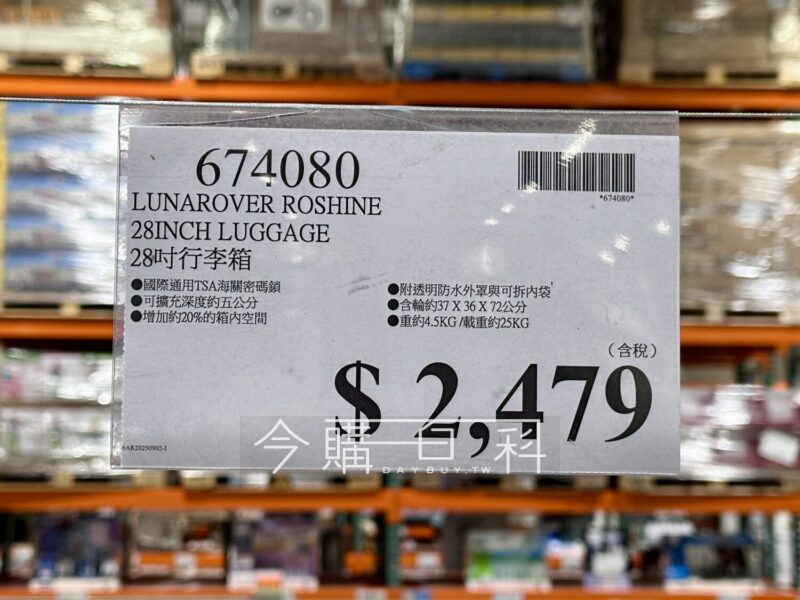 674080
LUNAROVER ROSHINE
28INCH LUGGAGE
28吋行李箱
●國際通用TSA海關密碼鎖
●可擴充深度約五公分
●增加約20%的箱內空間
*674080*
●附透明防水外罩與可拆內袋
●含輪約37 X 36 X 72公分
●重約4.5KG /載重約25KG
(含稅)
$ 2,479
6AR20250902-1
今購百科
DAYBUY.TW